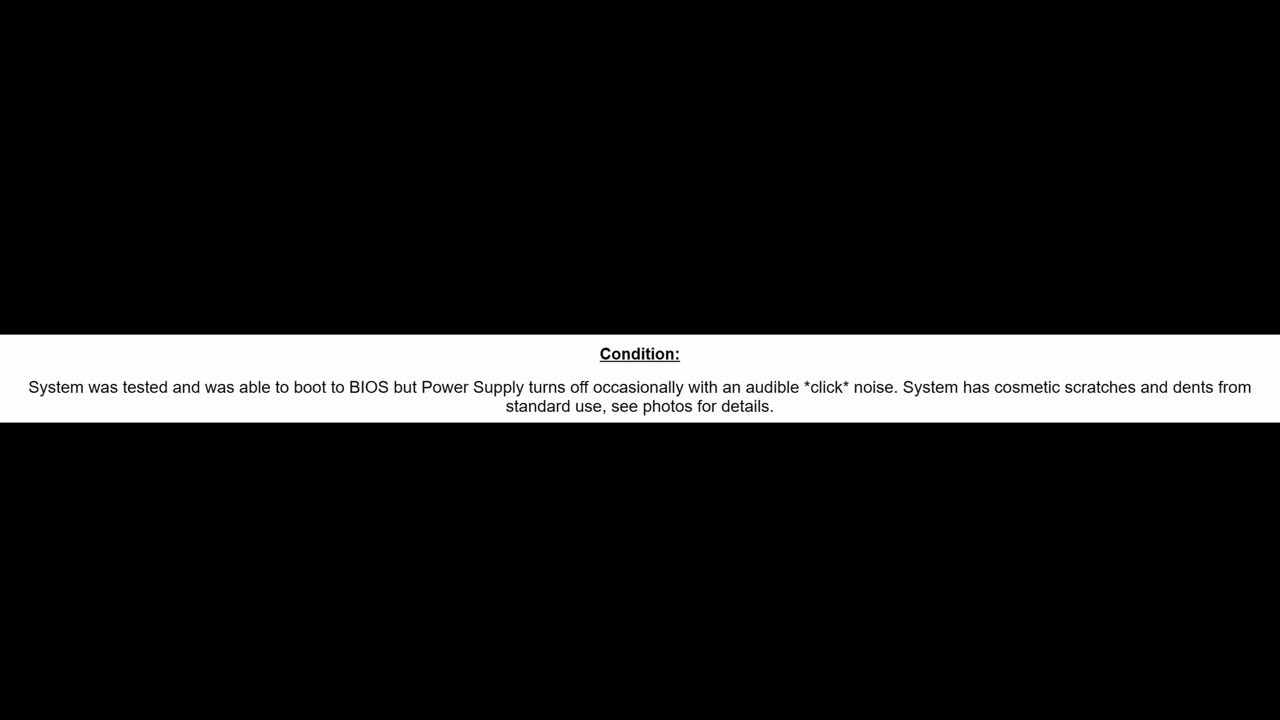 Condition:
System was tested and was able to boot to BIOS but Power Supply turns off occasionally with an audible *click* noise. System has cosmetic scratches and dents from
standard use, see photos for details.